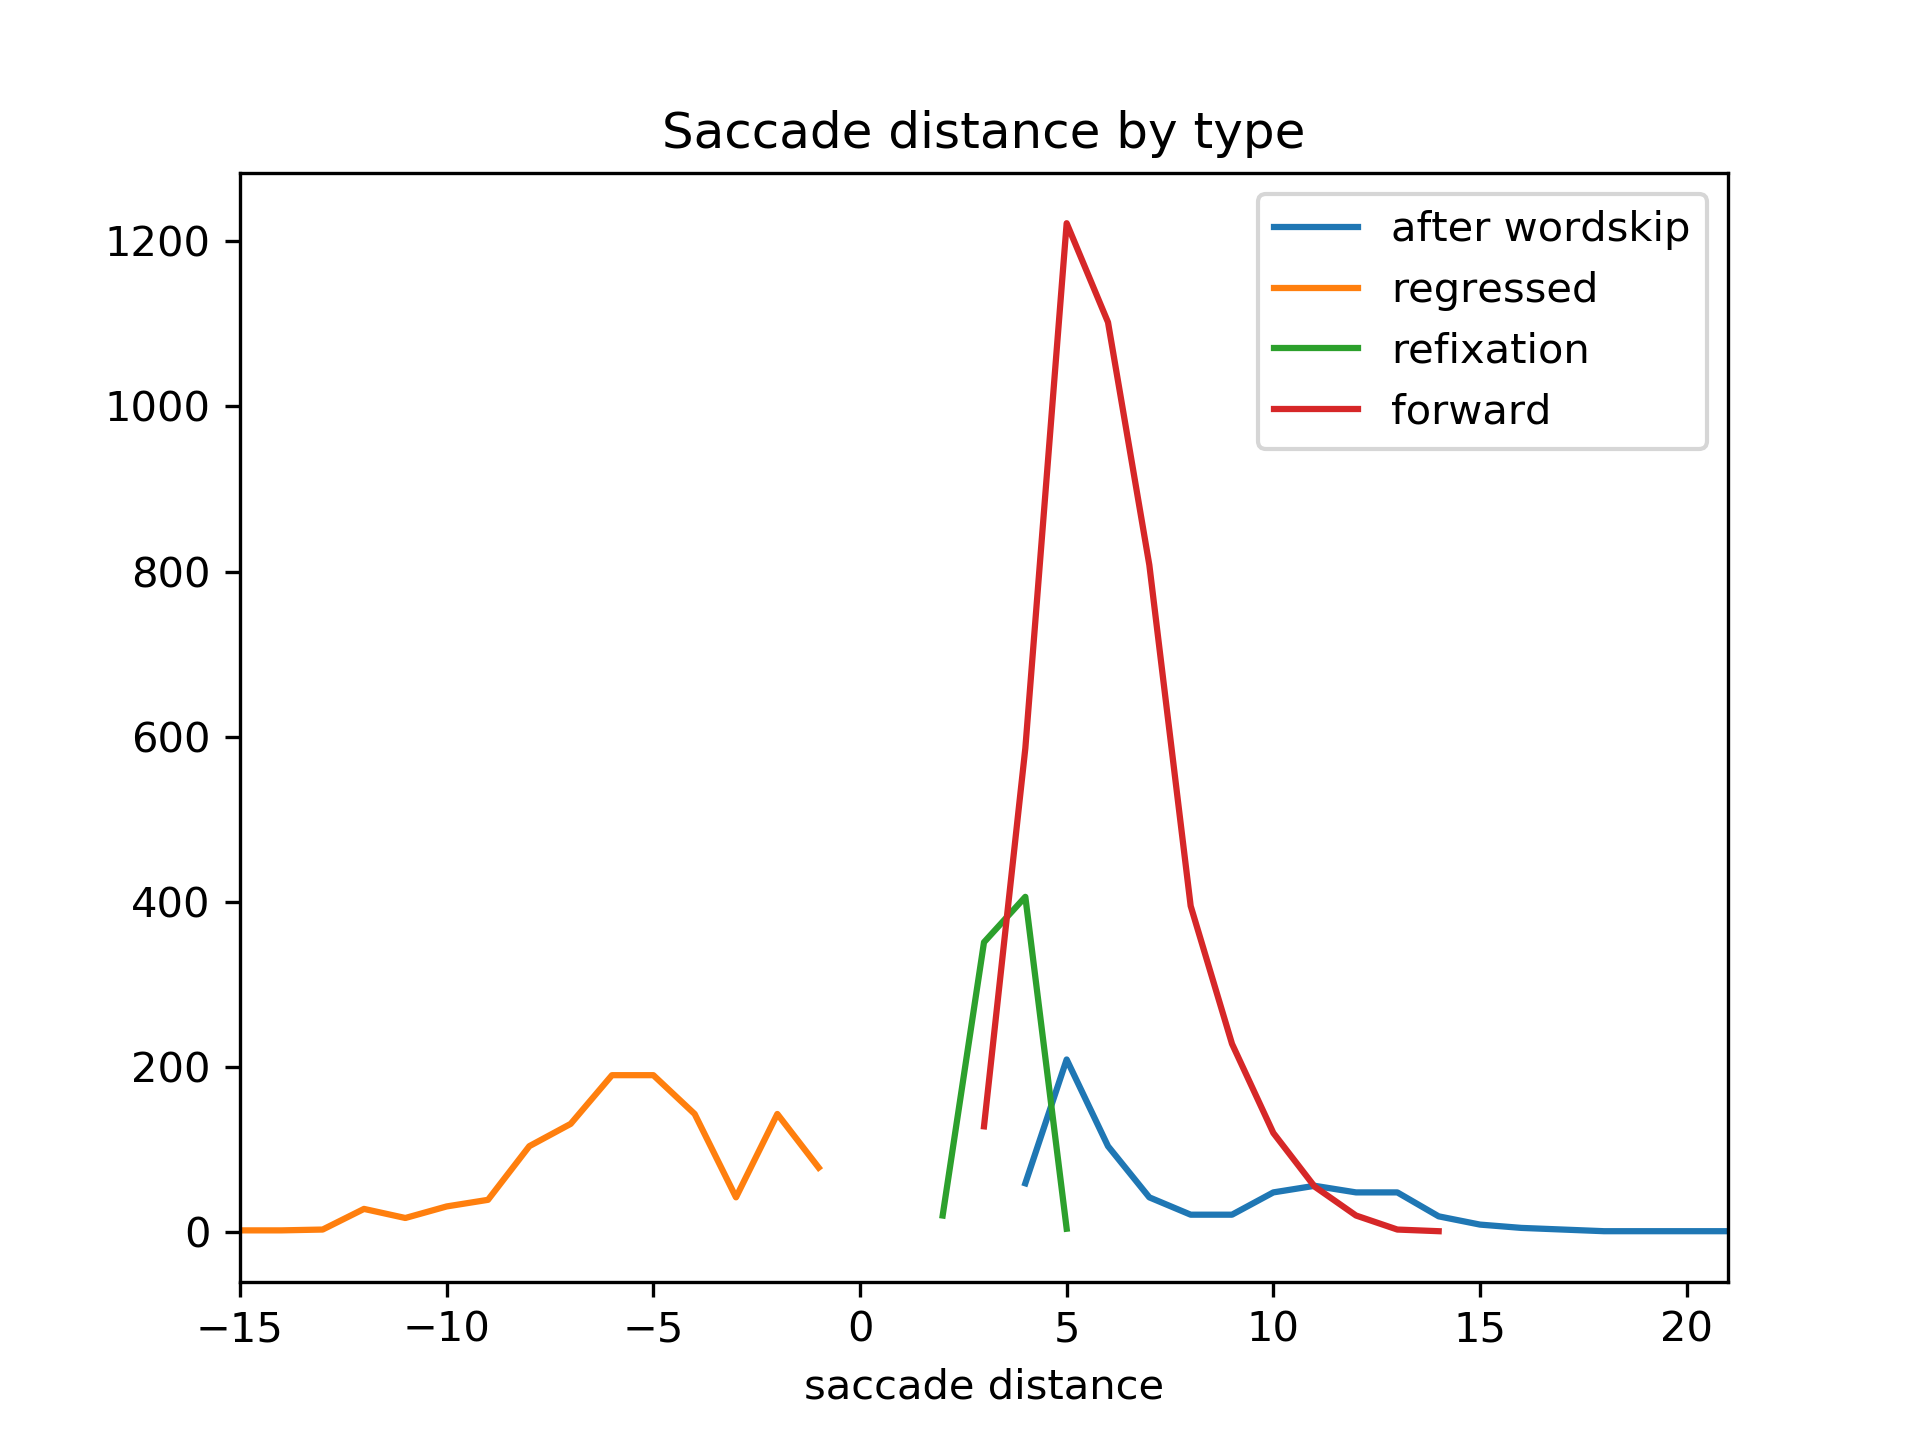 Saccade distance by type
1200
1000
800
600
400
200
0
after wordskip
regressed
refixation
forward
−15 −10 −5 0 5 10 15 20
saccade distance